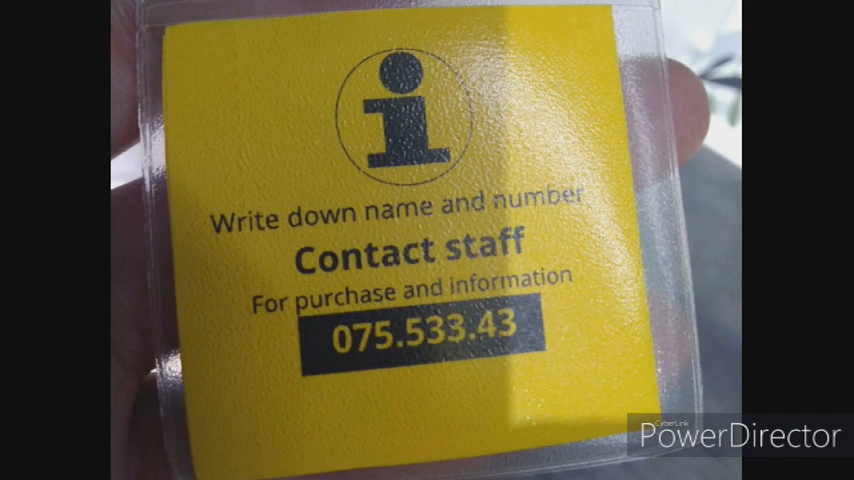 Write down name and number
Contact staff
For purchase and information
075.533.43
CyberLink
PowerDirector